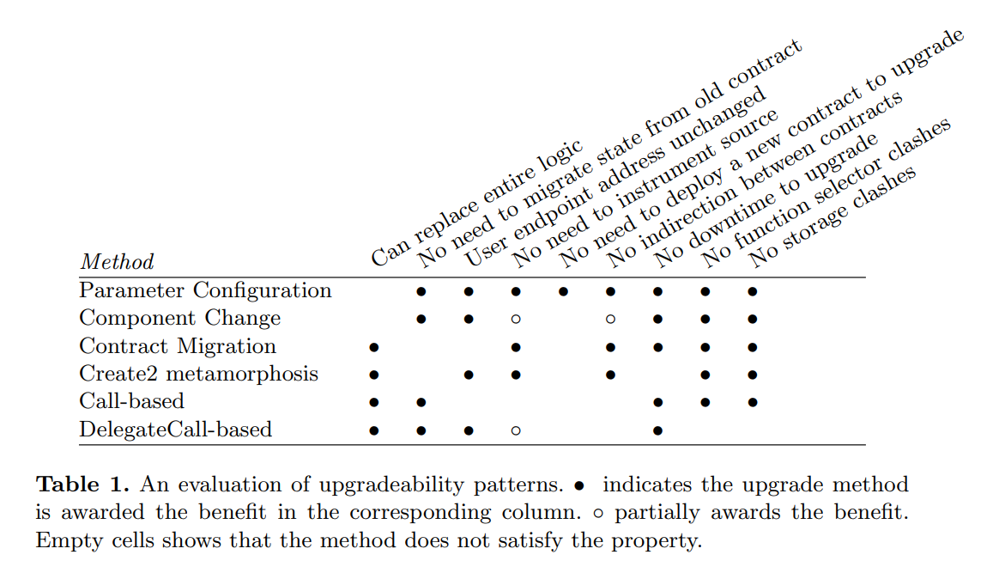 Can replace entire logic
No need to migrate state from old contract
User endpoint address unchanged
No need to instrument source
No need to deploy a new contract to upgrade
No indirection between contracts
No downtime to upgrade
No function selector clashes
No storage clashes
Method
Parameter Configuration ● ● ● ● ● ● ● ●
Component Change ● ● ○ ○ ● ● ●
Contract Migration ● ● ● ● ● ●
Create2 metamorphosis ● ● ● ● ● ●
Call-based ● ● ● ● ●
DelegateCall-based ● ● ● ○ ●
Table 1. An evaluation of upgradeability patterns. ● indicates the upgrade method
is awarded the benefit in the corresponding column. ○ partially awards the benefit.
Empty cells shows that the method does not satisfy the property.